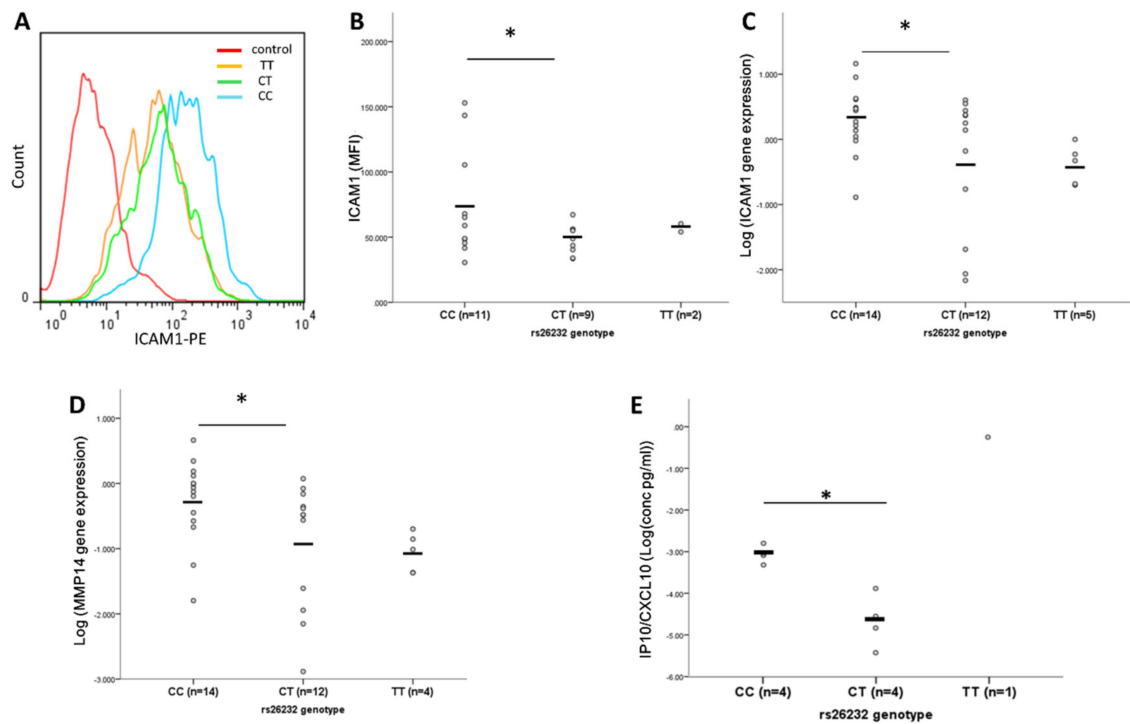 A
control
TT
CT
CC
Count
0
10^0 10^1 10^2 10^3 10^4
ICAM1-PE
B
*
ICAM1 (MFI)
200.000
150.000
100.000
50.000
.000
CC (n=11) CT (n=9) TT (n=2)
rs26232 genotype
C
*
Log (ICAM1 gene expression)
1.000
.000
-1.000
-2.000
CC (n=14) CT (n=12) TT (n=5)
rs26232 genotype
D
*
Log (MMP14 gene expression)
1.000
.000
-1.000
-2.000
-3.000
CC (n=14) CT (n=12) TT (n=4)
rs26232 genotype
E
*
IP10/CXCL10 (Log(conc pg/ml))
.00
-1.00
-2.00
-3.00
-4.00
-5.00
-6.00
CC (n=4) CT (n=4) TT (n=1)
rs26232 genotype